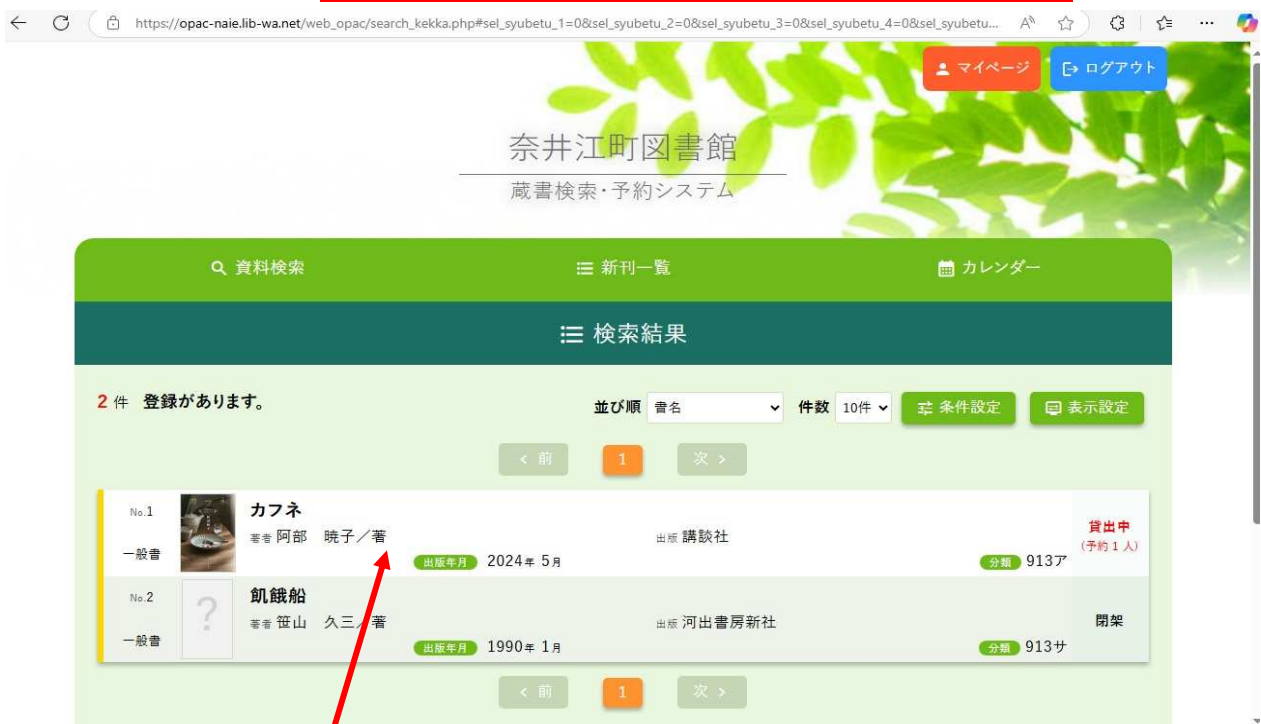 https://opac-naie.lib-wa.net/web_opac/search_kekka.php#sel_syubetu_1=0&sel_syubetu_2=0&sel_syubetu_3=0&sel_syubetu_4=0&sel_syubetu...
マイページ ログアウト
奈井江町図書館
蔵書検索・予約システム
資料検索 新刊一覧 カレンダー
検索結果
2 件 登録があります。 並び順 書名 件数 10件 条件設定 表示設定
< 前 1 次 >
No.1 カフネ
著者 阿部 暁子／著 出版 講談社 貸出中
(予約 1 人)
一般書 出版年月 2024年 5月 分類 913ア
No.2 飢餓船
著者 笹山 久三／著 出版 河出書房新社 閉架
一般書 出版年月 1990年 1月 分類 913サ
< 前 1 次 >